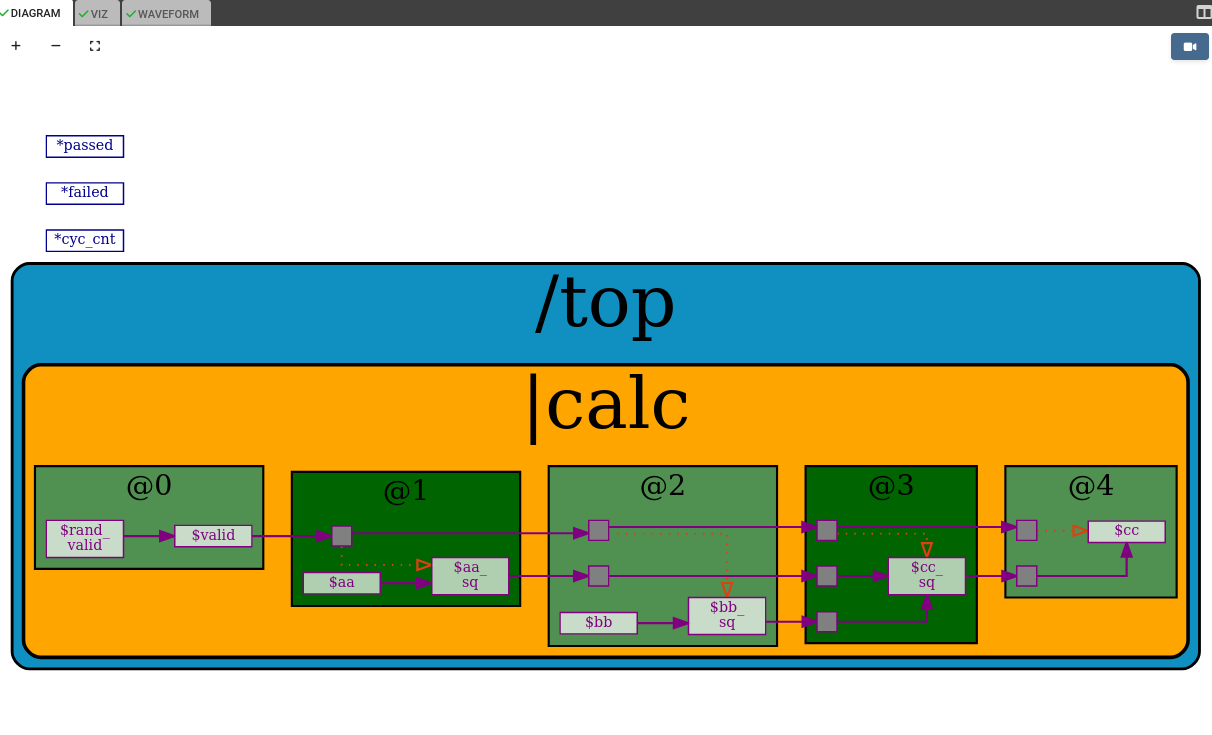 DIAGRAM
VIZ
WAVEFORM
*passed
*failed
*cyc_cnt
/top
|calc
@0
$rand_
valid
$valid
@1
$aa
$aa_
sq
@2
$bb
$bb_
sq
@3
$cc_
sq
@4
$cc